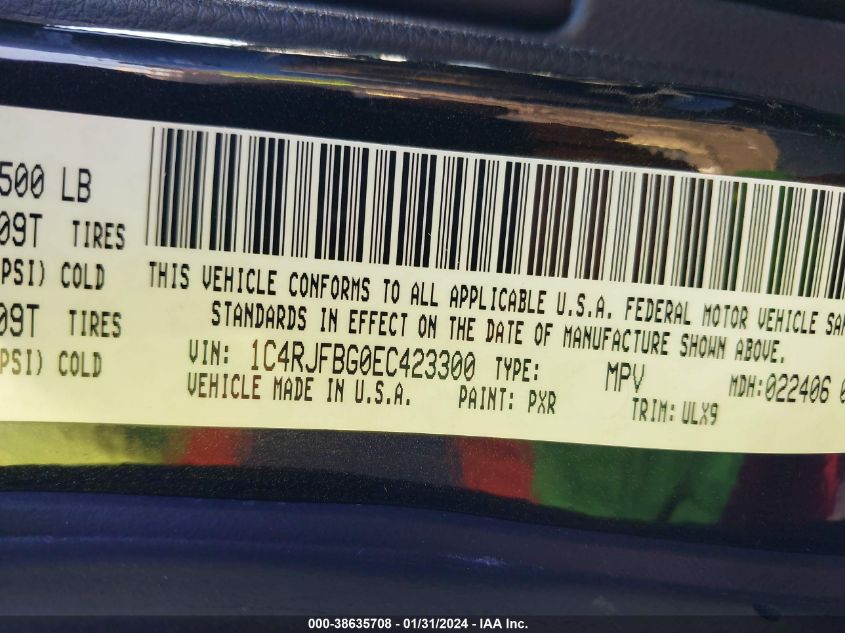 500 LB
09T TIRES
PSI) COLD
09T TIRES
PSI) COLD
THIS VEHICLE CONFORMS TO ALL APPLICABLE U.S.A. FEDERAL MOTOR VEHICLE SA
STANDARDS IN EFFECT ON THE DATE OF MANUFACTURE SHOWN ABOVE.
VIN: 1C4RJFBG0EC423300 TYPE: MPV MDH:022406 0
VEHICLE MADE IN U.S.A. PAINT: PXR TRIM: ULX9
000-38635708 - 01/31/2024 - IAA Inc.